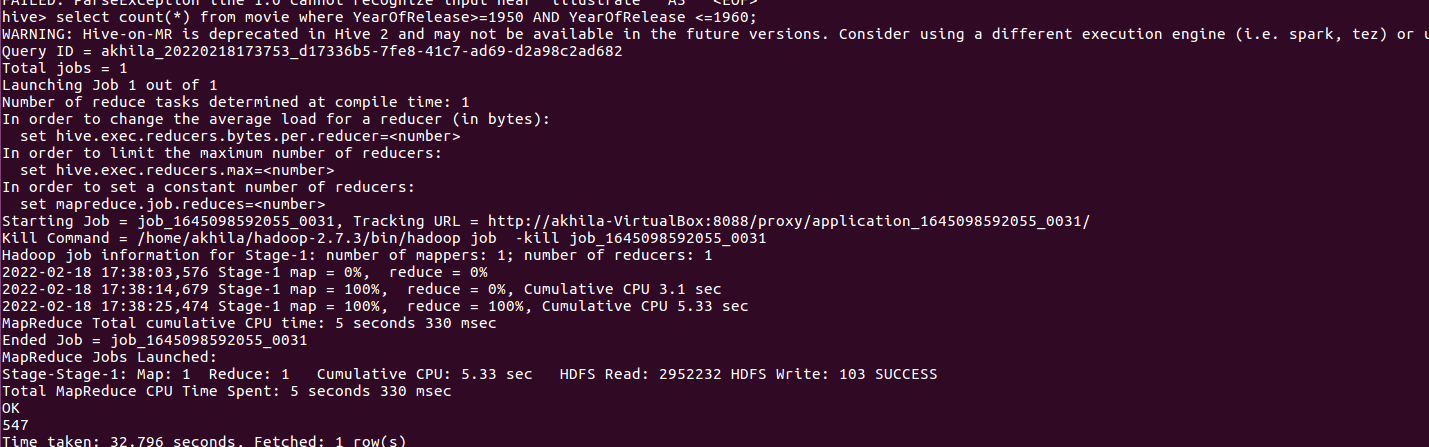 FAILED: ParseException line 1:0 cannot recognize input near 'illustrate' 'AS' '<EOF>'
hive> select count(*) from movie where YearOfRelease>=1950 AND YearOfRelease <=1960;
WARNING: Hive-on-MR is deprecated in Hive 2 and may not be available in the future versions. Consider using a different execution engine (i.e. spark, tez) or u
Query ID = akhila_20220218173753_d17336b5-7fe8-41c7-ad69-d2a98c2ad682
Total jobs = 1
Launching Job 1 out of 1
Number of reduce tasks determined at compile time: 1
In order to change the average load for a reducer (in bytes):
  set hive.exec.reducers.bytes.per.reducer=<number>
In order to limit the maximum number of reducers:
  set hive.exec.reducers.max=<number>
In order to set a constant number of reducers:
  set mapreduce.job.reduces=<number>
Starting Job = job_1645098592055_0031, Tracking URL = http://akhila-VirtualBox:8088/proxy/application_1645098592055_0031/
Kill Command = /home/akhila/hadoop-2.7.3/bin/hadoop job  -kill job_1645098592055_0031
Hadoop job information for Stage-1: number of mappers: 1; number of reducers: 1
2022-02-18 17:38:03,576 Stage-1 map = 0%,  reduce = 0%
2022-02-18 17:38:14,679 Stage-1 map = 100%,  reduce = 0%, Cumulative CPU 3.1 sec
2022-02-18 17:38:25,474 Stage-1 map = 100%,  reduce = 100%, Cumulative CPU 5.33 sec
MapReduce Total cumulative CPU time: 5 seconds 330 msec
Ended Job = job_1645098592055_0031
MapReduce Jobs Launched:
Stage-Stage-1: Map: 1  Reduce: 1   Cumulative CPU: 5.33 sec   HDFS Read: 2952232 HDFS Write: 103 SUCCESS
Total MapReduce CPU Time Spent: 5 seconds 330 msec
OK
547
Time taken: 32.796 seconds, Fetched: 1 row(s)